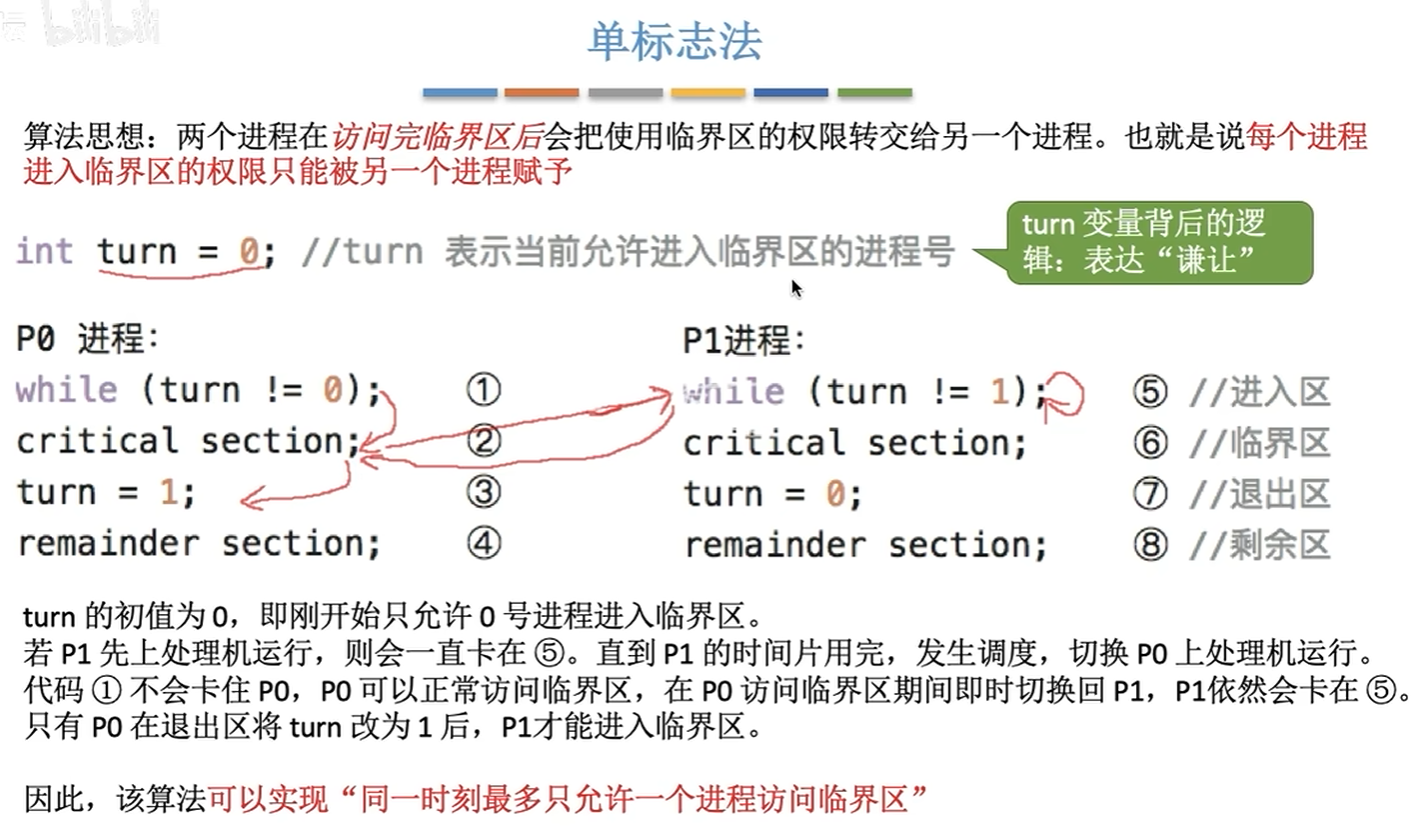 bilibili
单标志法
算法思想：两个进程在访问完临界区后会把使用临界区的权限转交给另一个进程。也就是说每个进程
进入临界区的权限只能被另一个进程赋予
int turn = 0; //turn 表示当前允许进入临界区的进程号
turn 变量背后的逻
辑：表达“谦让”
P0 进程：
while (turn != 0); ①
critical section; ②
turn = 1; ③
remainder section; ④
P1进程：
while (turn != 1); ⑤ //进入区
critical section; ⑥ //临界区
turn = 0; ⑦ //退出区
remainder section; ⑧ //剩余区
turn 的初值为 0，即刚开始只允许 0 号进程进入临界区。
若 P1 先上处理机运行，则会一直卡在 ⑤。直到 P1 的时间片用完，发生调度，切换 P0 上处理机运行。
代码 ① 不会卡住 P0，P0 可以正常访问临界区，在 P0 访问临界区期间即时切换回 P1，P1依然会卡在 ⑤。
只有 P0 在退出区将 turn 改为 1 后，P1才能进入临界区。
因此，该算法可以实现“同一时刻最多只允许一个进程访问临界区”